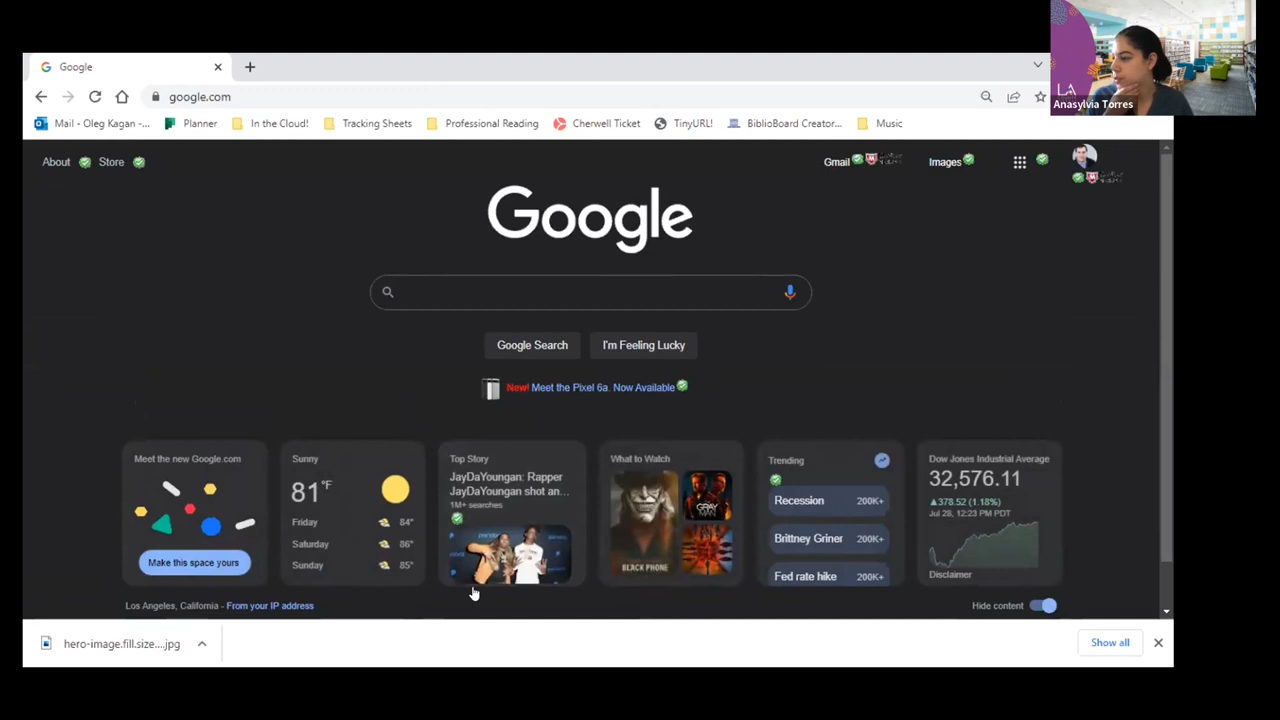 LA
Anasylvia Torres
Google
google.com
Mail - Oleg Kagan -...
Planner
In the Cloud!
Tracking Sheets
Professional Reading
Cherwell Ticket
TinyURL!
BiblioBoard Creator...
Music
About
Store
Gmail
Images
Google
Google Search
I'm Feeling Lucky
New! Meet the Pixel 6a. Now Available
Meet the new Google.com
Make this space yours
Sunny
81°F
Friday 84°
Saturday 86°
Sunday 85°
Top Story
JayDaYoungan: Rapper
JayDaYoungan shot an...
1M+ searches
What to Watch
BLACK PHONE
GRAY
MAN
Trending
Recession 200K+
Brittney Griner 200K+
Fed rate hike 200K+
Dow Jones Industrial Average
32,576.11
▲378.52 (1.18%)
Jul 28, 12:23 PM PDT
Disclaimer
Los Angeles, California - From your IP address
Hide content
hero-image.fill.size....jpg
Show all